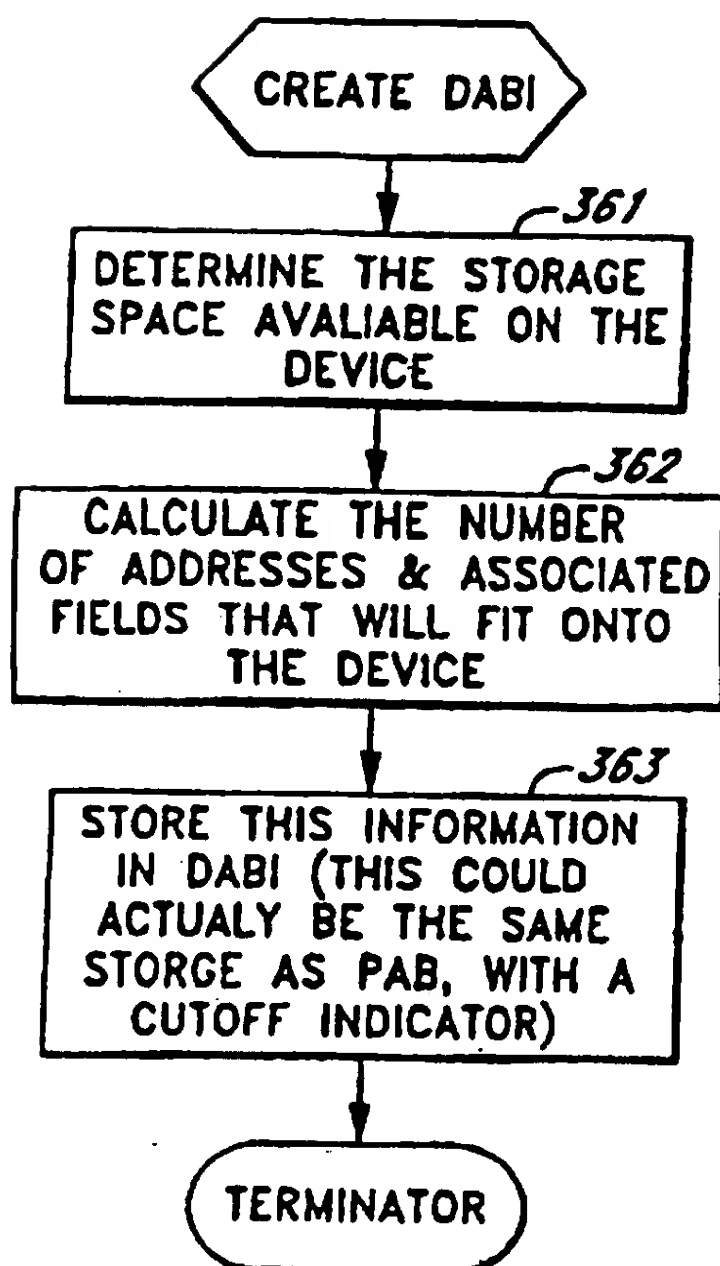 CREATE DABI
361
DETERMINE THE STORAGE
SPACE AVALIABLE ON THE
DEVICE
362
CALCULATE THE NUMBER
OF ADDRESSES & ASSOCIATED
FIELDS THAT WILL FIT ONTO
THE DEVICE
363
STORE THIS INFORMATION
IN DABI (THIS COULD
ACTUALY BE THE SAME
STORGE AS PAB, WITH A
CUTOFF INDICATOR)
TERMINATOR